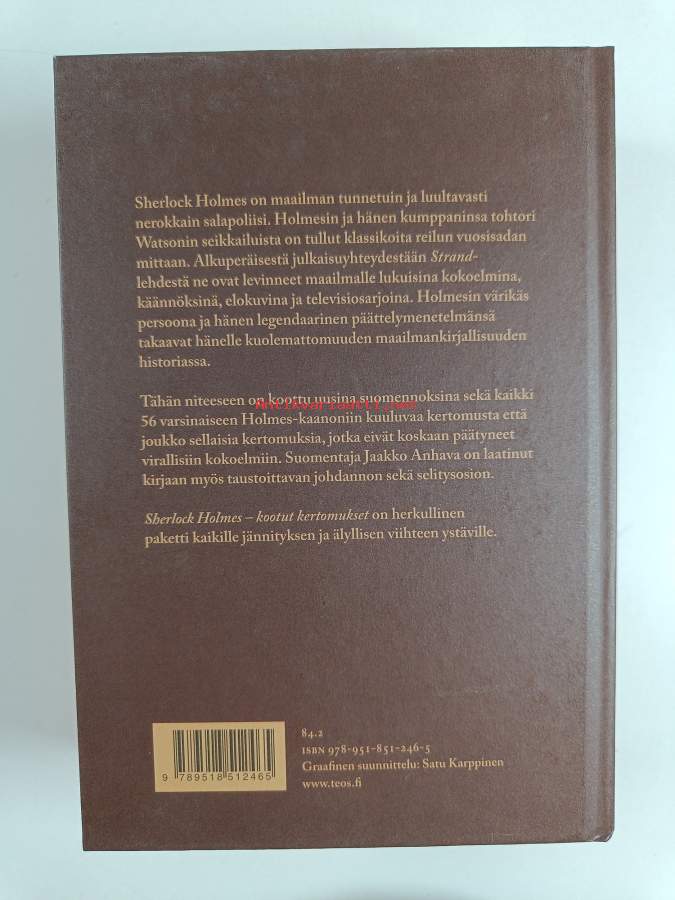 Sherlock Holmes on maailman tunnetuin ja luultavasti
nerokkain salapoliisi. Holmesin ja hänen kumppaninsa tohtori
Watsonin seikkailuista on tullut klassikoita reilun vuosisadan
mittaan. Alkuperäisestä julkaisuyhteydestään Strand-
lehdestä ne ovat levinneet maailmalle lukuisina kokoelmina,
käännöksinä, elokuvina ja televisiosarjoina. Holmesin värikäs
persoona ja hänen legendaarinen päättelymenetelmänsä
takaavat hänelle kuolemattomuuden maailmankirjallisuuden
historiassa.
Tähän niteeseen on koottu uusina suomennoksina sekä kaikki
Antikvariaatti.net
56 varsinaiseen Holmes-kaanoniin kuuluvaa kertomusta että
joukko sellaisia kertomuksia, jotka eivät koskaan päätyneet
virallisiin kokoelmiin. Suomentaja Jaakko Anhava on laatinut
kirjaan myös taustoittavan johdannon sekä selitysosion.
Sherlock Holmes – kootut kertomukset on herkullinen
paketti kaikille jännityksen ja älyllisen viihteen ystäville.
84.2
ISBN 978-951-851-246-5
Graafinen suunnittelu: Satu Karppinen
www.teos.fi
9 789518 512465